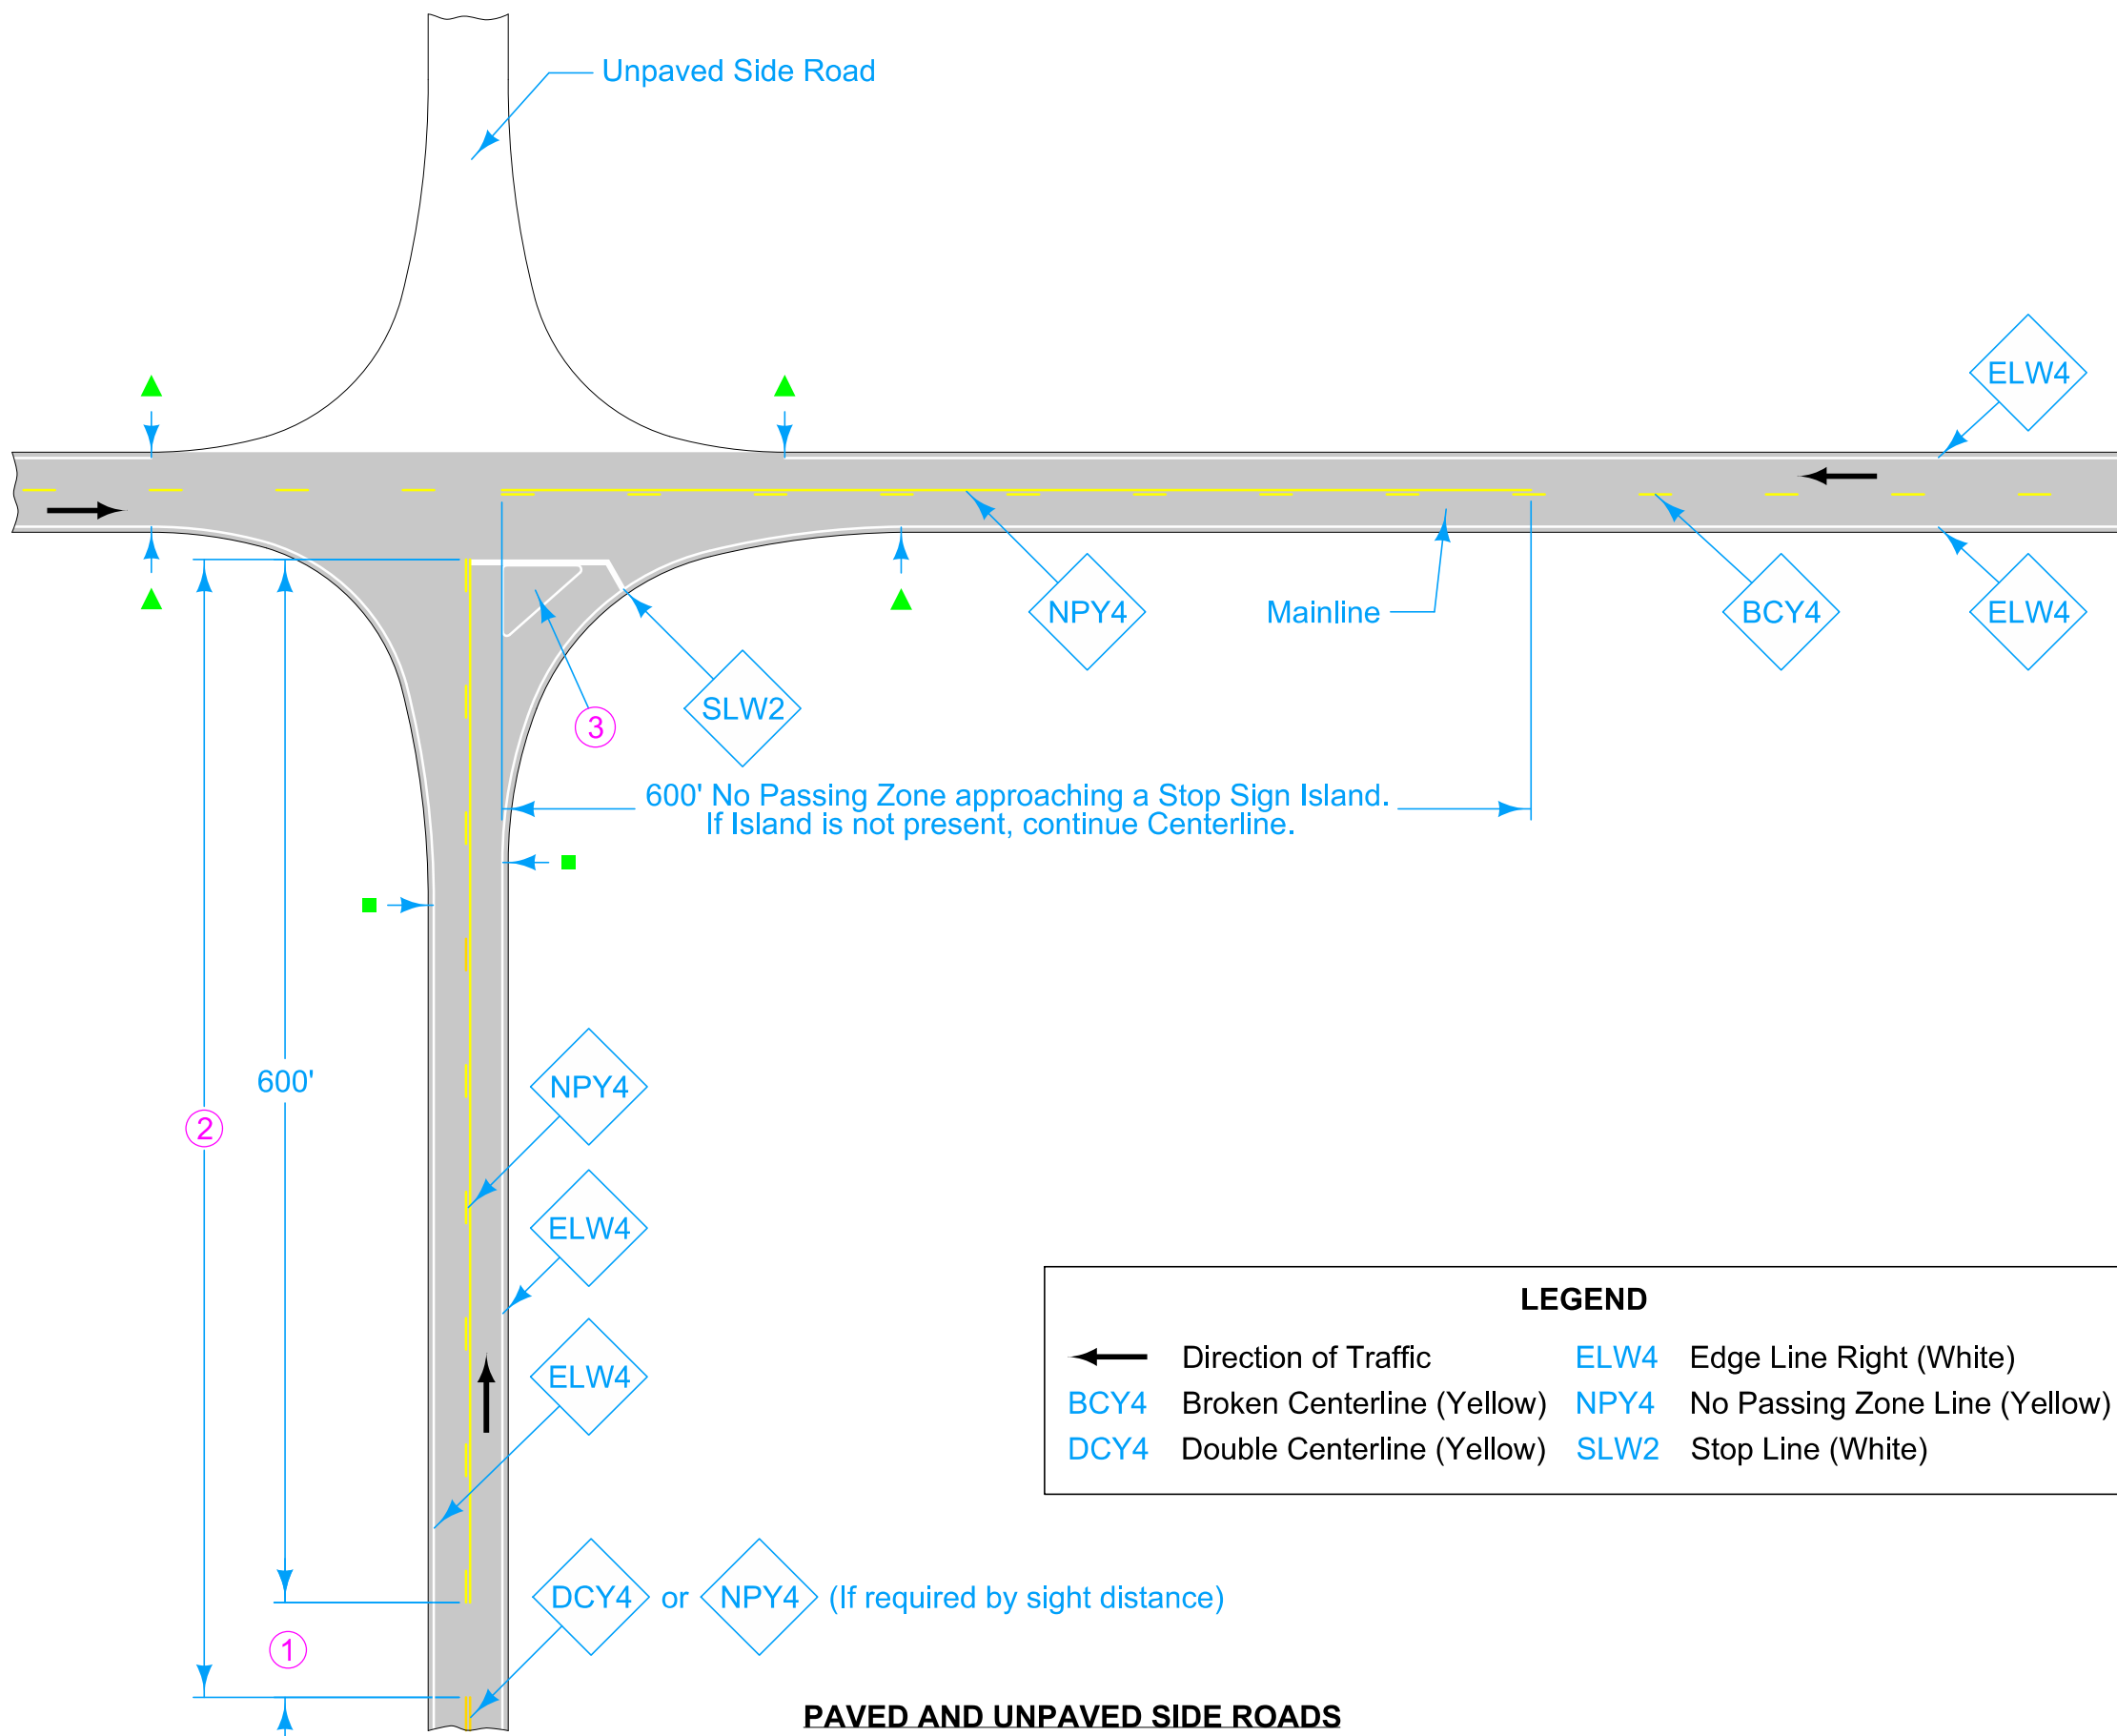 Unpaved Side Road
ELW4
NPY4
Mainline
BCY4
ELW4
SLW2
3
600' No Passing Zone approaching a Stop Sign Island.
If Island is not present, continue Centerline.
600'
2
NPY4
ELW4
ELW4
LEGEND
Direction of Traffic ELW4 Edge Line Right (White)
BCY4 Broken Centerline (Yellow) NPY4 No Passing Zone Line (Yellow)
DCY4 Double Centerline (Yellow) SLW2 Stop Line (White)
DCY4 or NPY4 (If required by sight distance)
1
PAVED AND UNPAVED SIDE ROADS